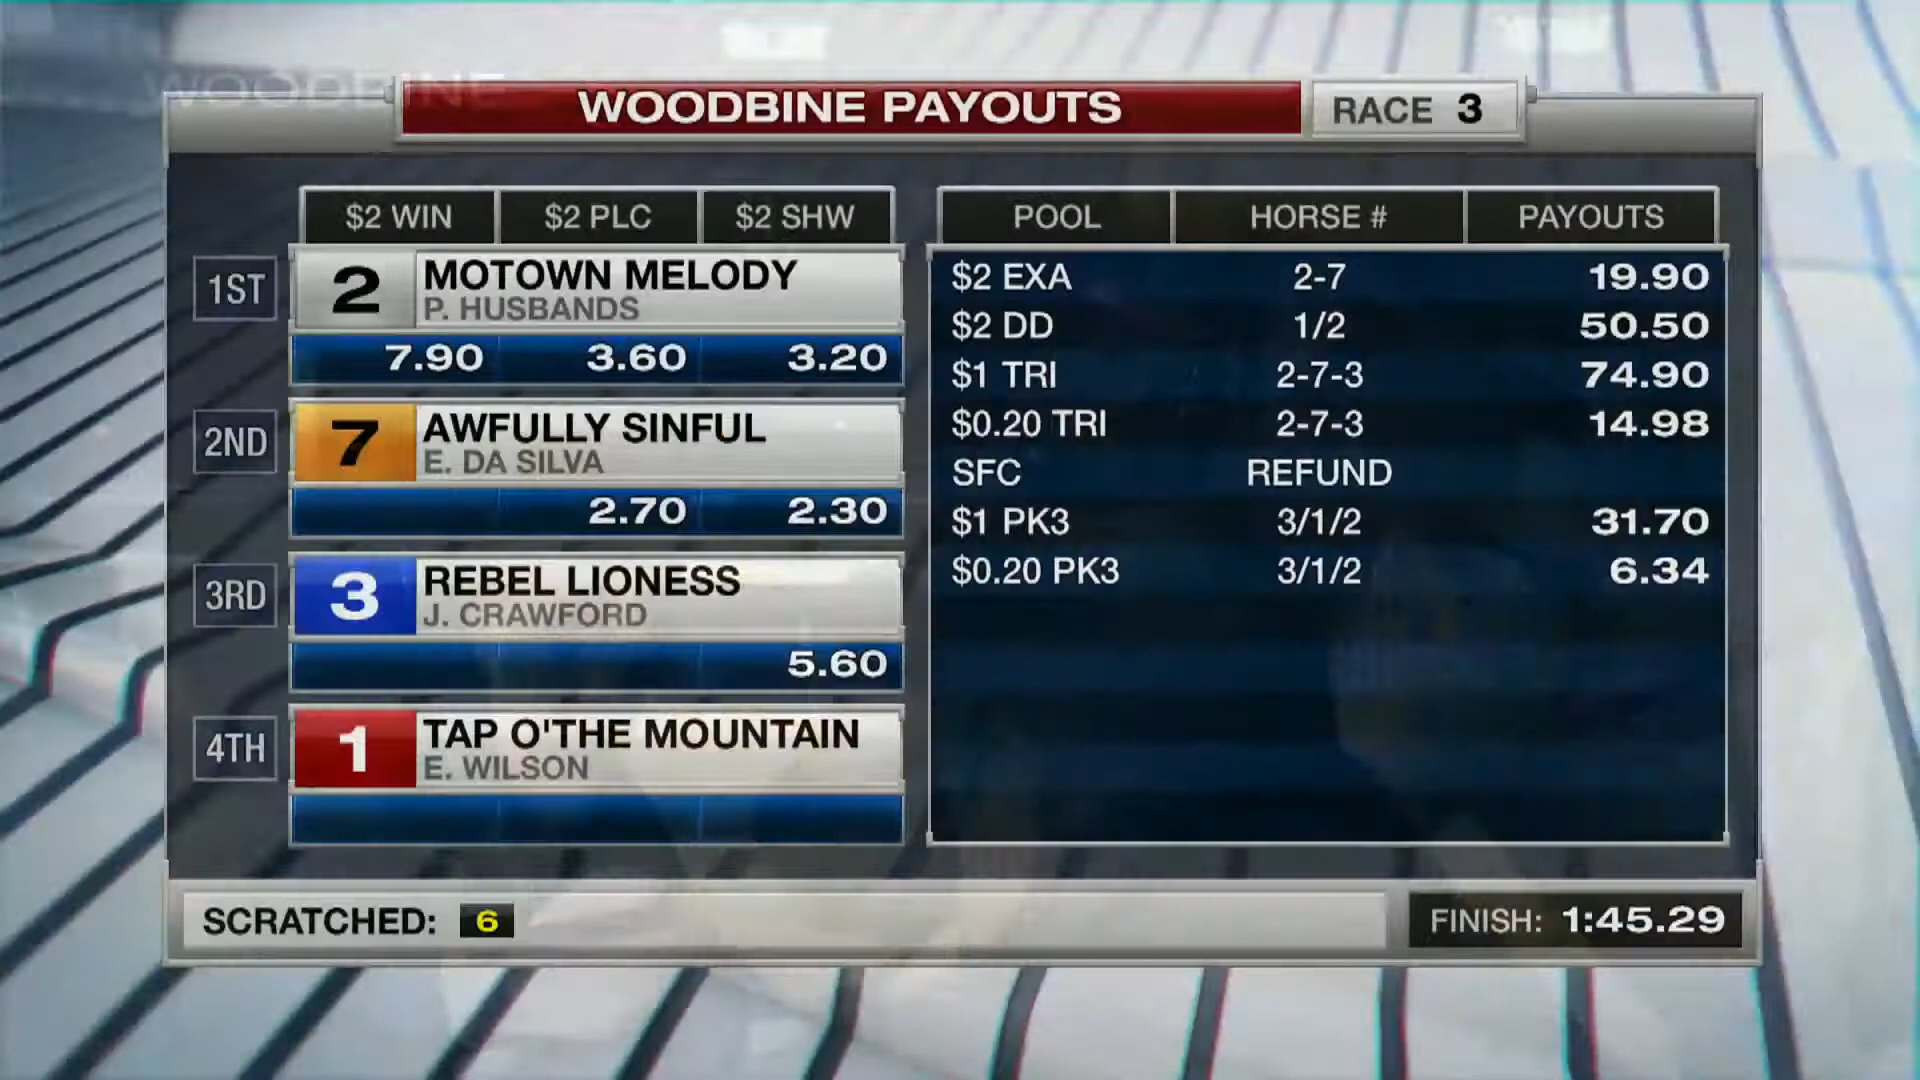 WOODBINE
WOODBINE PAYOUTS
RACE 3
$2 WIN $2 PLC $2 SHW
1ST 2 MOTOWN MELODY
P. HUSBANDS
7.90 3.60 3.20
2ND 7 AWFULLY SINFUL
E. DA SILVA
2.70 2.30
3RD 3 REBEL LIONESS
J. CRAWFORD
5.60
4TH 1 TAP O'THE MOUNTAIN
E. WILSON
POOL HORSE # PAYOUTS
$2 EXA 2-7 19.90
$2 DD 1/2 50.50
$1 TRI 2-7-3 74.90
$0.20 TRI 2-7-3 14.98
SFC REFUND
$1 PK3 3/1/2 31.70
$0.20 PK3 3/1/2 6.34
SCRATCHED: 6
FINISH: 1:45.29